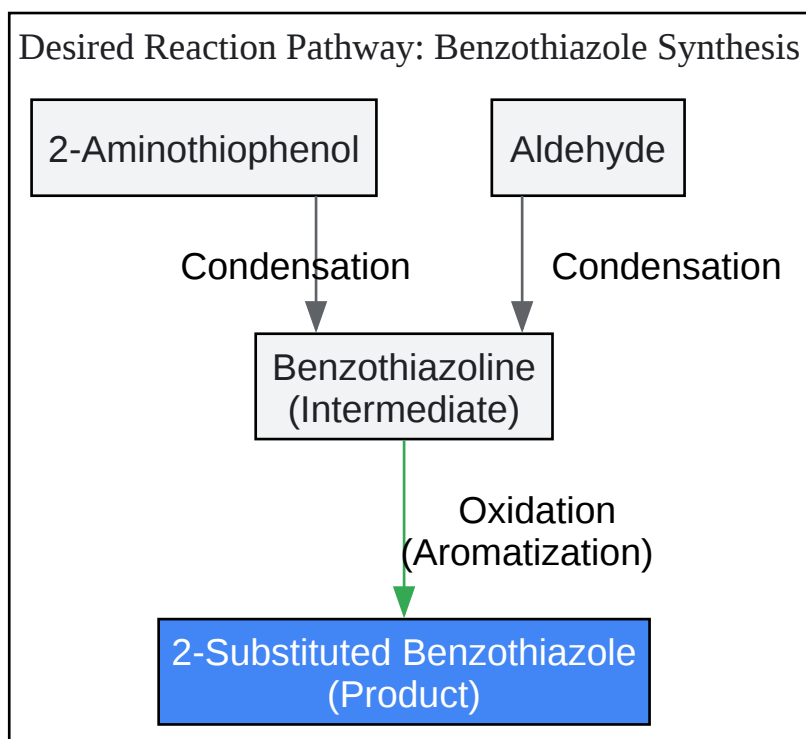 Desired Reaction Pathway: Benzothiazole Synthesis
2-Aminothiophenol
Aldehyde
Condensation
Condensation
Benzothiazoline
(Intermediate)
Oxidation
(Aromatization)
2-Substituted Benzothiazole
(Product)